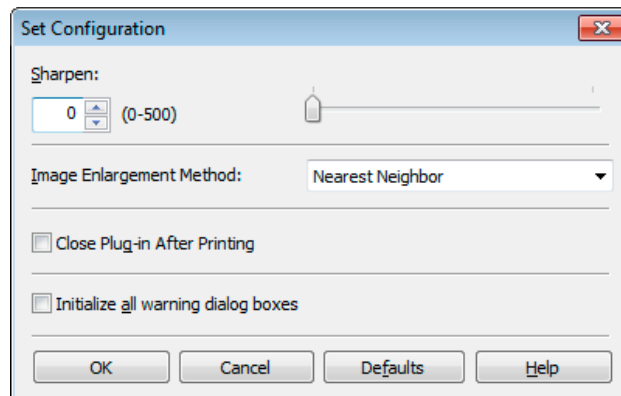 Set Configuration
Sharpen:
0 (0-500)
Image Enlargement Method: Nearest Neighbor
Close Plug-in After Printing
Initialize all warning dialog boxes
OK Cancel Defaults Help